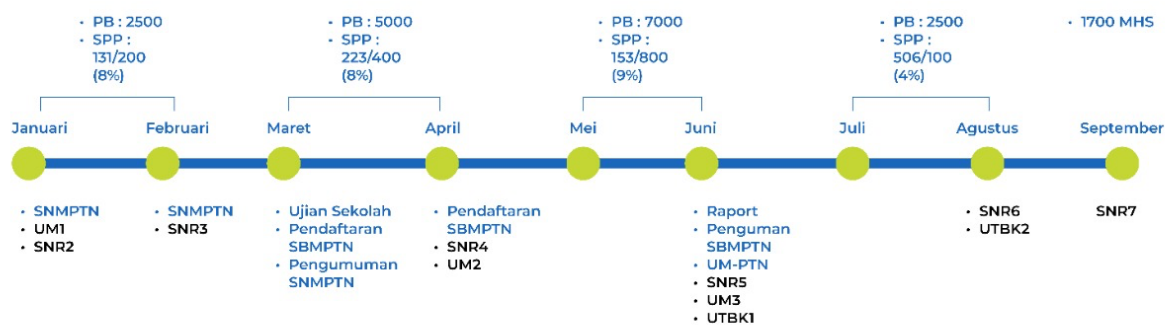 • PB : 2500
• SPP :
131/200
(8%)
• PB : 5000
• SPP :
223/400
(8%)
• PB : 7000
• SPP :
153/800
(9%)
• PB : 2500
• SPP :
506/100
(4%)
• 1700 MHS
Januari
Februari
Maret
April
Mei
Juni
Juli
Agustus
September
• SNMPTN
• UM1
• SNR2
• SNMPTN
• SNR3
• Ujian Sekolah
• Pendaftaran
SBMPTN
• Pengumuman
SNMPTN
• Pendaftaran
SBMPTN
• SNR4
• UM2
• Raport
• Penguman
SBMPTN
• UM-PTN
• SNR5
• UM3
• UTBK1
• SNR6
• UTBK2
SNR7